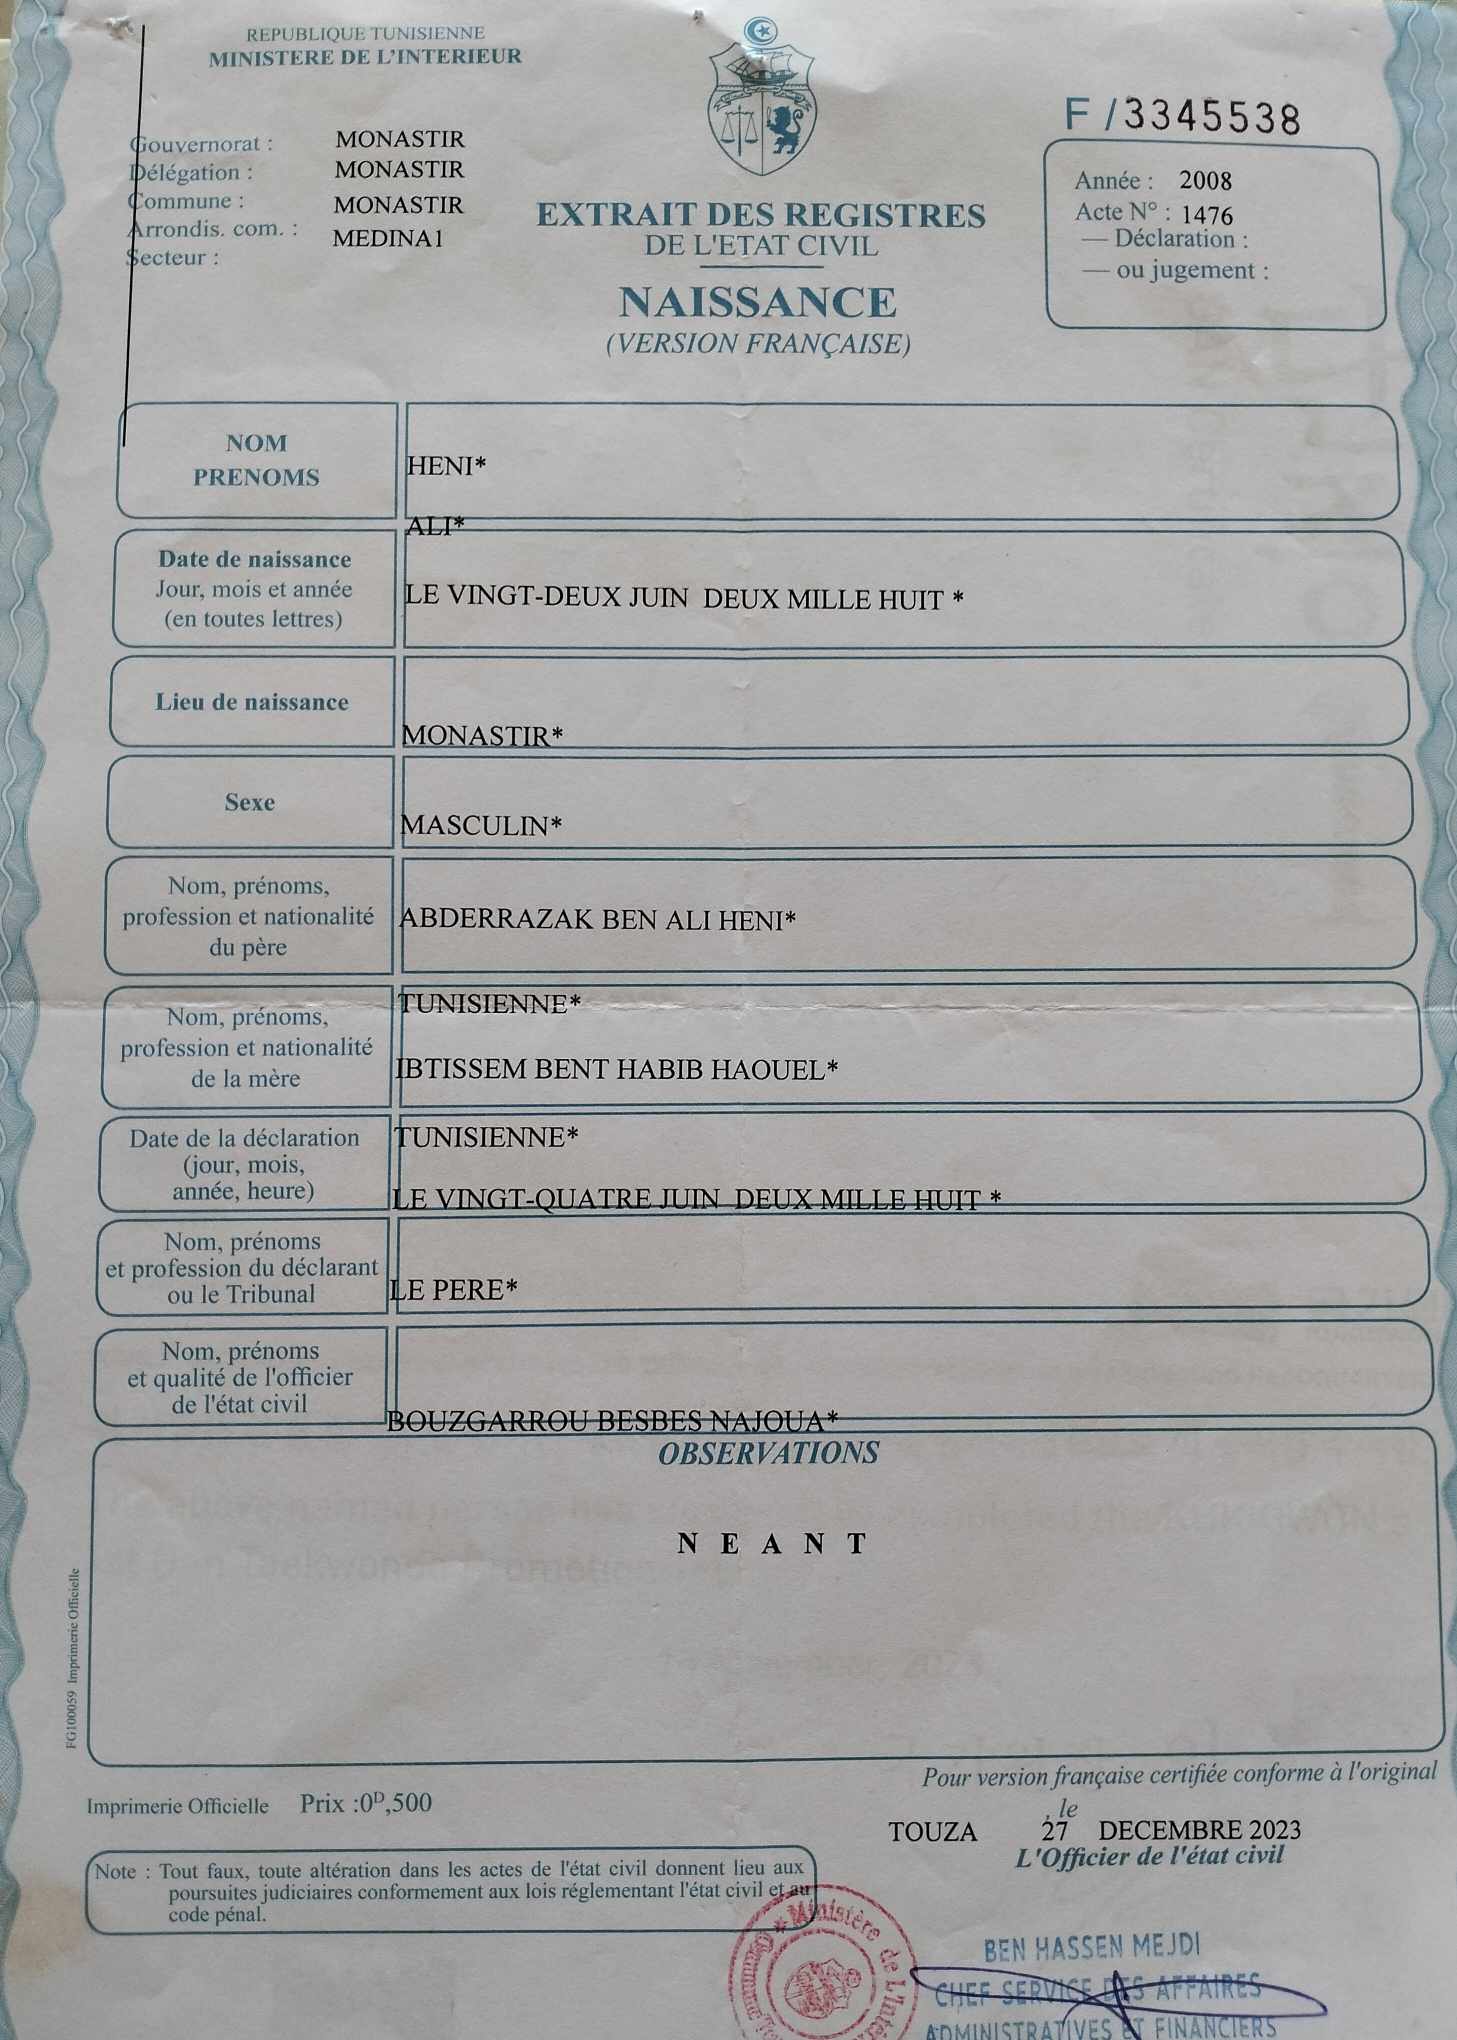 REPUBLIQUE TUNISIENNE
MINISTERE DE L'INTERIEUR
F / 3345538
Gouvernorat : MONASTIR
Délégation : MONASTIR
Commune : MONASTIR
Arrondis. com. : MEDINA1
Secteur :
EXTRAIT DES REGISTRES
DE L'ETAT CIVIL
NAISSANCE
(VERSION FRANÇAISE)
Année : 2008
Acte N° : 1476
— Déclaration :
— ou jugement :
NOM
PRENOMS
HENI*
ALI*
Date de naissance
Jour, mois et année
(en toutes lettres)
LE VINGT-DEUX JUIN DEUX MILLE HUIT *
Lieu de naissance
MONASTIR*
Sexe
MASCULIN*
Nom, prénoms,
profession et nationalité
du père
ABDERRAZAK BEN ALI HENI*
TUNISIENNE*
Nom, prénoms,
profession et nationalité
de la mère
IBTISSEM BENT HABIB HAOUEL*
TUNISIENNE*
Date de la déclaration
(jour, mois,
année, heure)
LE VINGT-QUATRE JUIN DEUX MILLE HUIT *
Nom, prénoms
et profession du déclarant
ou le Tribunal
LE PERE*
Nom, prénoms
et qualité de l'officier
de l'état civil
BOUZGARROU BESBES NAJOUA*
OBSERVATIONS
N E A N T
FG100059 Imprimerie Officielle
Pour version française certifiée conforme à l'original
Imprimerie Officielle Prix :0ᴰ,500
, le
TOUZA 27 DECEMBRE 2023
L'Officier de l'état civil
Note : Tout faux, toute altération dans les actes de l'état civil donnent lieu aux
poursuites judiciaires conformement aux lois réglementant l'état civil et au
code pénal.
Ministère de L'Intér
BEN HASSEN MEJDI
CHEF SERVICE DES AFFAIRES
ADMINISTRATIVES ET FINANCIERS